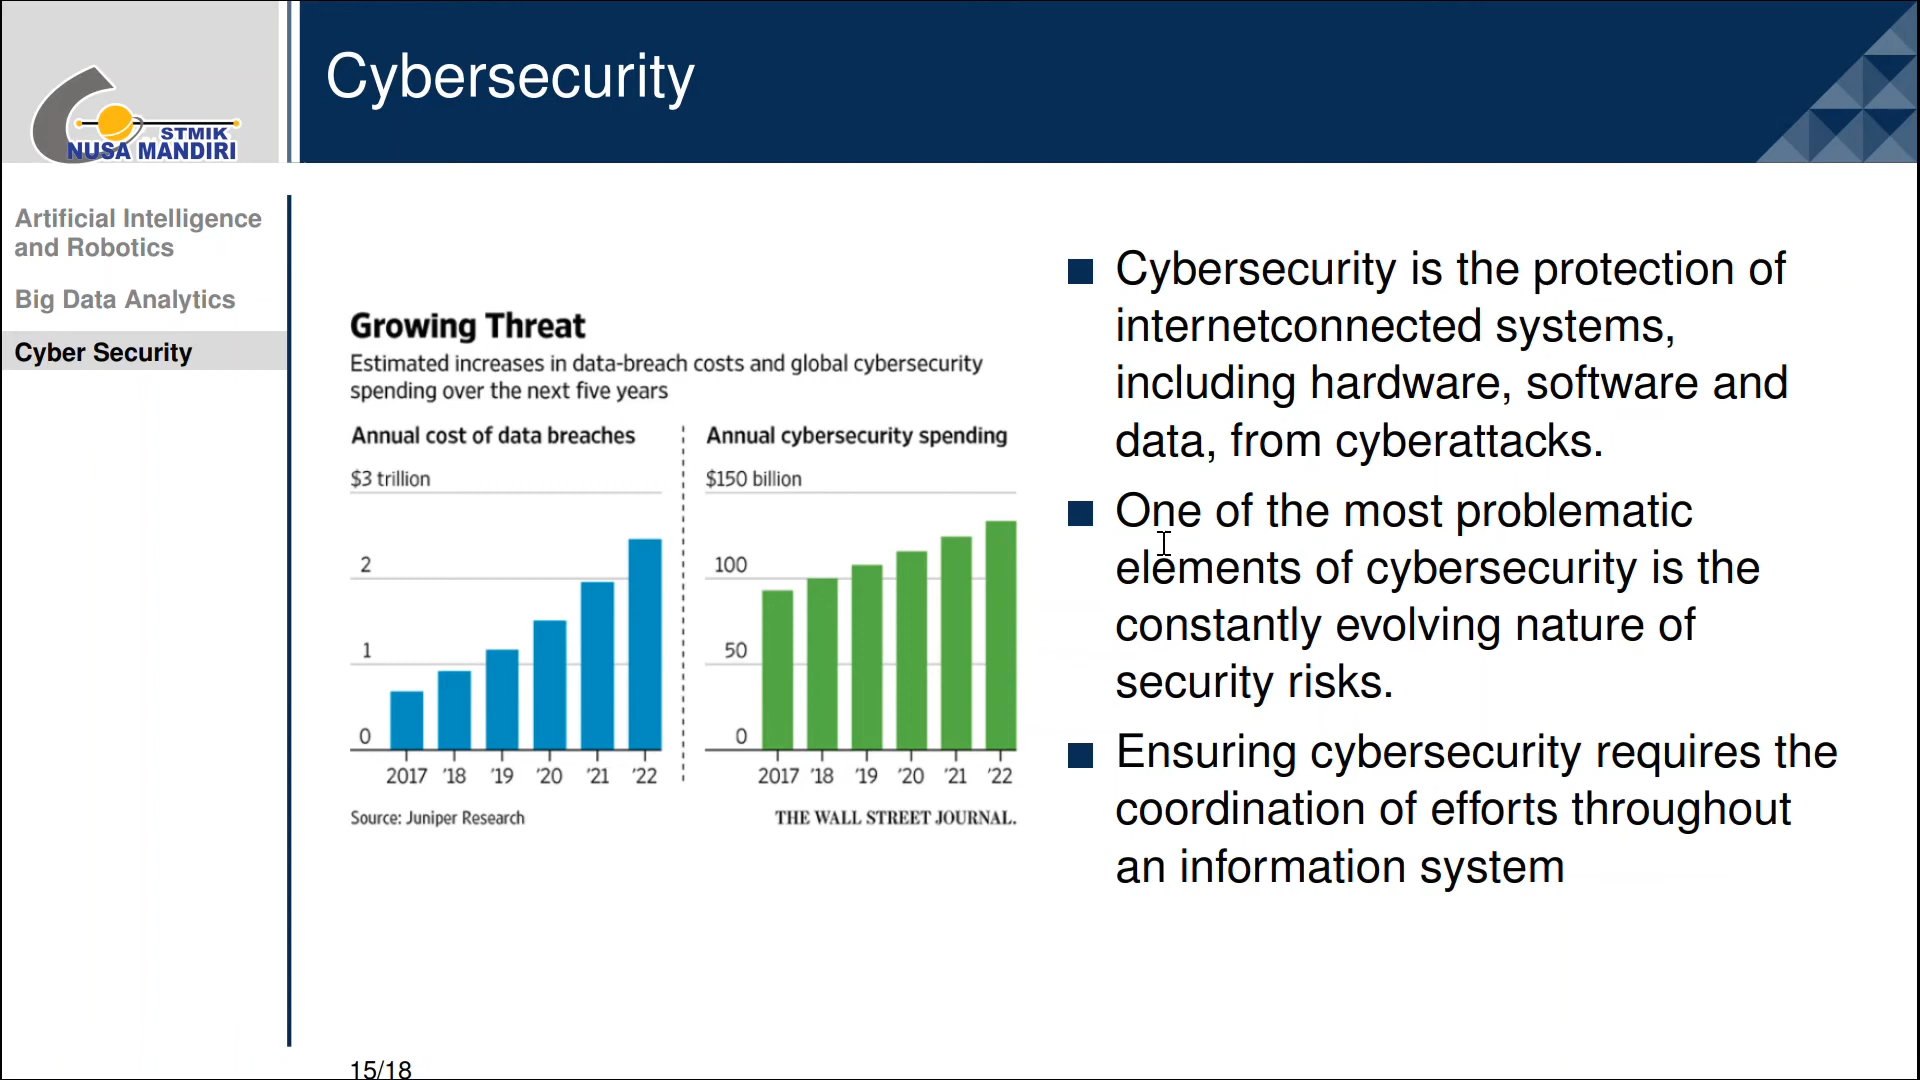 STMIK
NUSA MANDIRI
Cybersecurity
Artificial Intelligence
and Robotics
Big Data Analytics
Cyber Security
Growing Threat
Estimated increases in data-breach costs and global cybersecurity
spending over the next five years
Annual cost of data breaches
$3 trillion
2
1
0
2017 '18 '19 '20 '21 '22
Source: Juniper Research
Annual cybersecurity spending
$150 billion
100
50
0
2017 '18 '19 '20 '21 '22
THE WALL STREET JOURNAL.
Cybersecurity is the protection of
internetconnected systems,
including hardware, software and
data, from cyberattacks.
One of the most problematic
elements of cybersecurity is the
constantly evolving nature of
security risks.
Ensuring cybersecurity requires the
coordination of efforts throughout
an information system
15/18